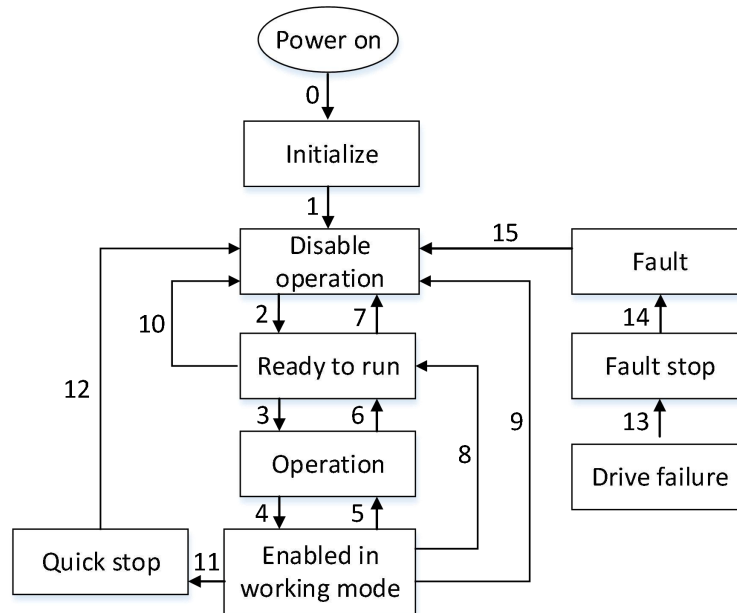 Power on
0
Initialize
1
Disable
operation
15
Fault
10
2
7
14
Ready to run
Fault stop
12
3
6
8
9
13
Operation
Drive failure
4
5
Quick stop
11
Enabled in
working mode